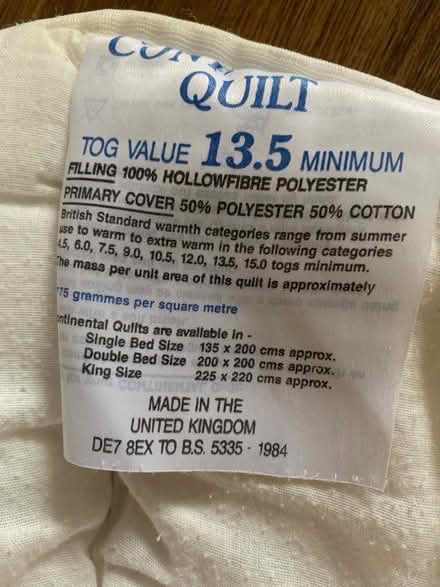 QUILT
TOG VALUE 13.5 MINIMUM
FILLING 100% HOLLOWFIBRE POLYESTER
PRIMARY COVER 50% POLYESTER 50% COTTON
British Standard warmth categories range from summer
use to warm to extra warm in the following categories
4.5, 6.0, 7.5, 9.0, 10.5, 12.0, 13.5, 15.0 togs minimum.
The mass per unit area of this quilt is approximately
75 grammes per square metre
ntinental Quilts are available in -
Single Bed Size 135 x 200 cms approx.
Double Bed Size 200 x 200 cms approx.
King Size 225 x 220 cms approx.
MADE IN THE
UNITED KINGDOM
DE7 8EX TO B.S. 5335 - 1984